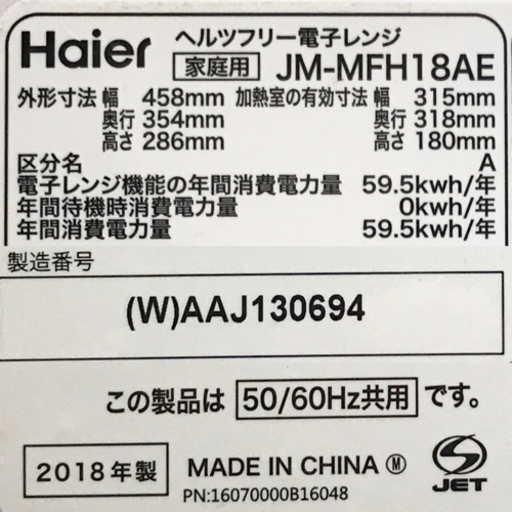 Haier ヘルツフリー電子レンジ
家庭用 JM-MFH18AE
外形寸法 幅 458mm 加熱室の有効寸法 幅 315mm
奥行 354mm 奥行 318mm
高さ 286mm 高さ 180mm
区分名 A
電子レンジ機能の年間消費電力量 59.5kwh/年
年間待機時消費電力量 0kwh/年
年間消費電力量 59.5kwh/年
製造番号
(W)AAJ130694
この製品は 50/60Hz共用 です。
2018年製 MADE IN CHINA Ⓜ
PN:16070000B16048
S JET